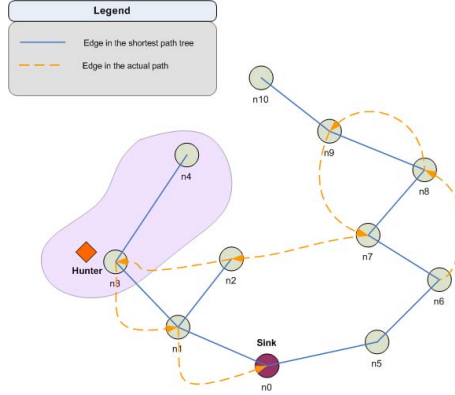 Legend
Edge in the shortest path tree
Edge in the actual path
n10
n9
n4
n8
n7
Hunter
n3
n2
n6
n1
Sink
n5
n0